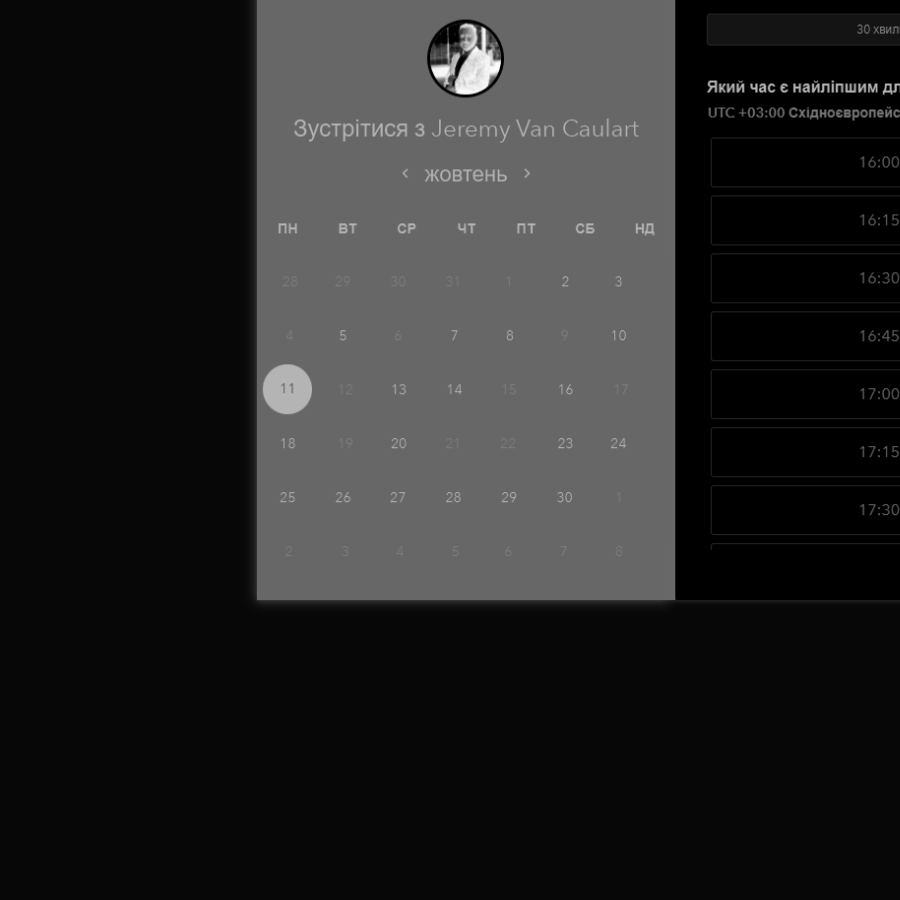 Зустрітися з Jeremy Van Caulart
жовтень
ПН ВТ СР ЧТ ПТ СБ НД
28 29 30 31 1 2 3
4 5 6 7 8 9 10
11 12 13 14 15 16 17
18 19 20 21 22 23 24
25 26 27 28 29 30 1
2 3 4 5 6 7 8
30 хвил
Який час є найліпшим дл
UTC +03:00 Східноєвропейс
16:00
16:15
16:30
16:45
17:00
17:15
17:30